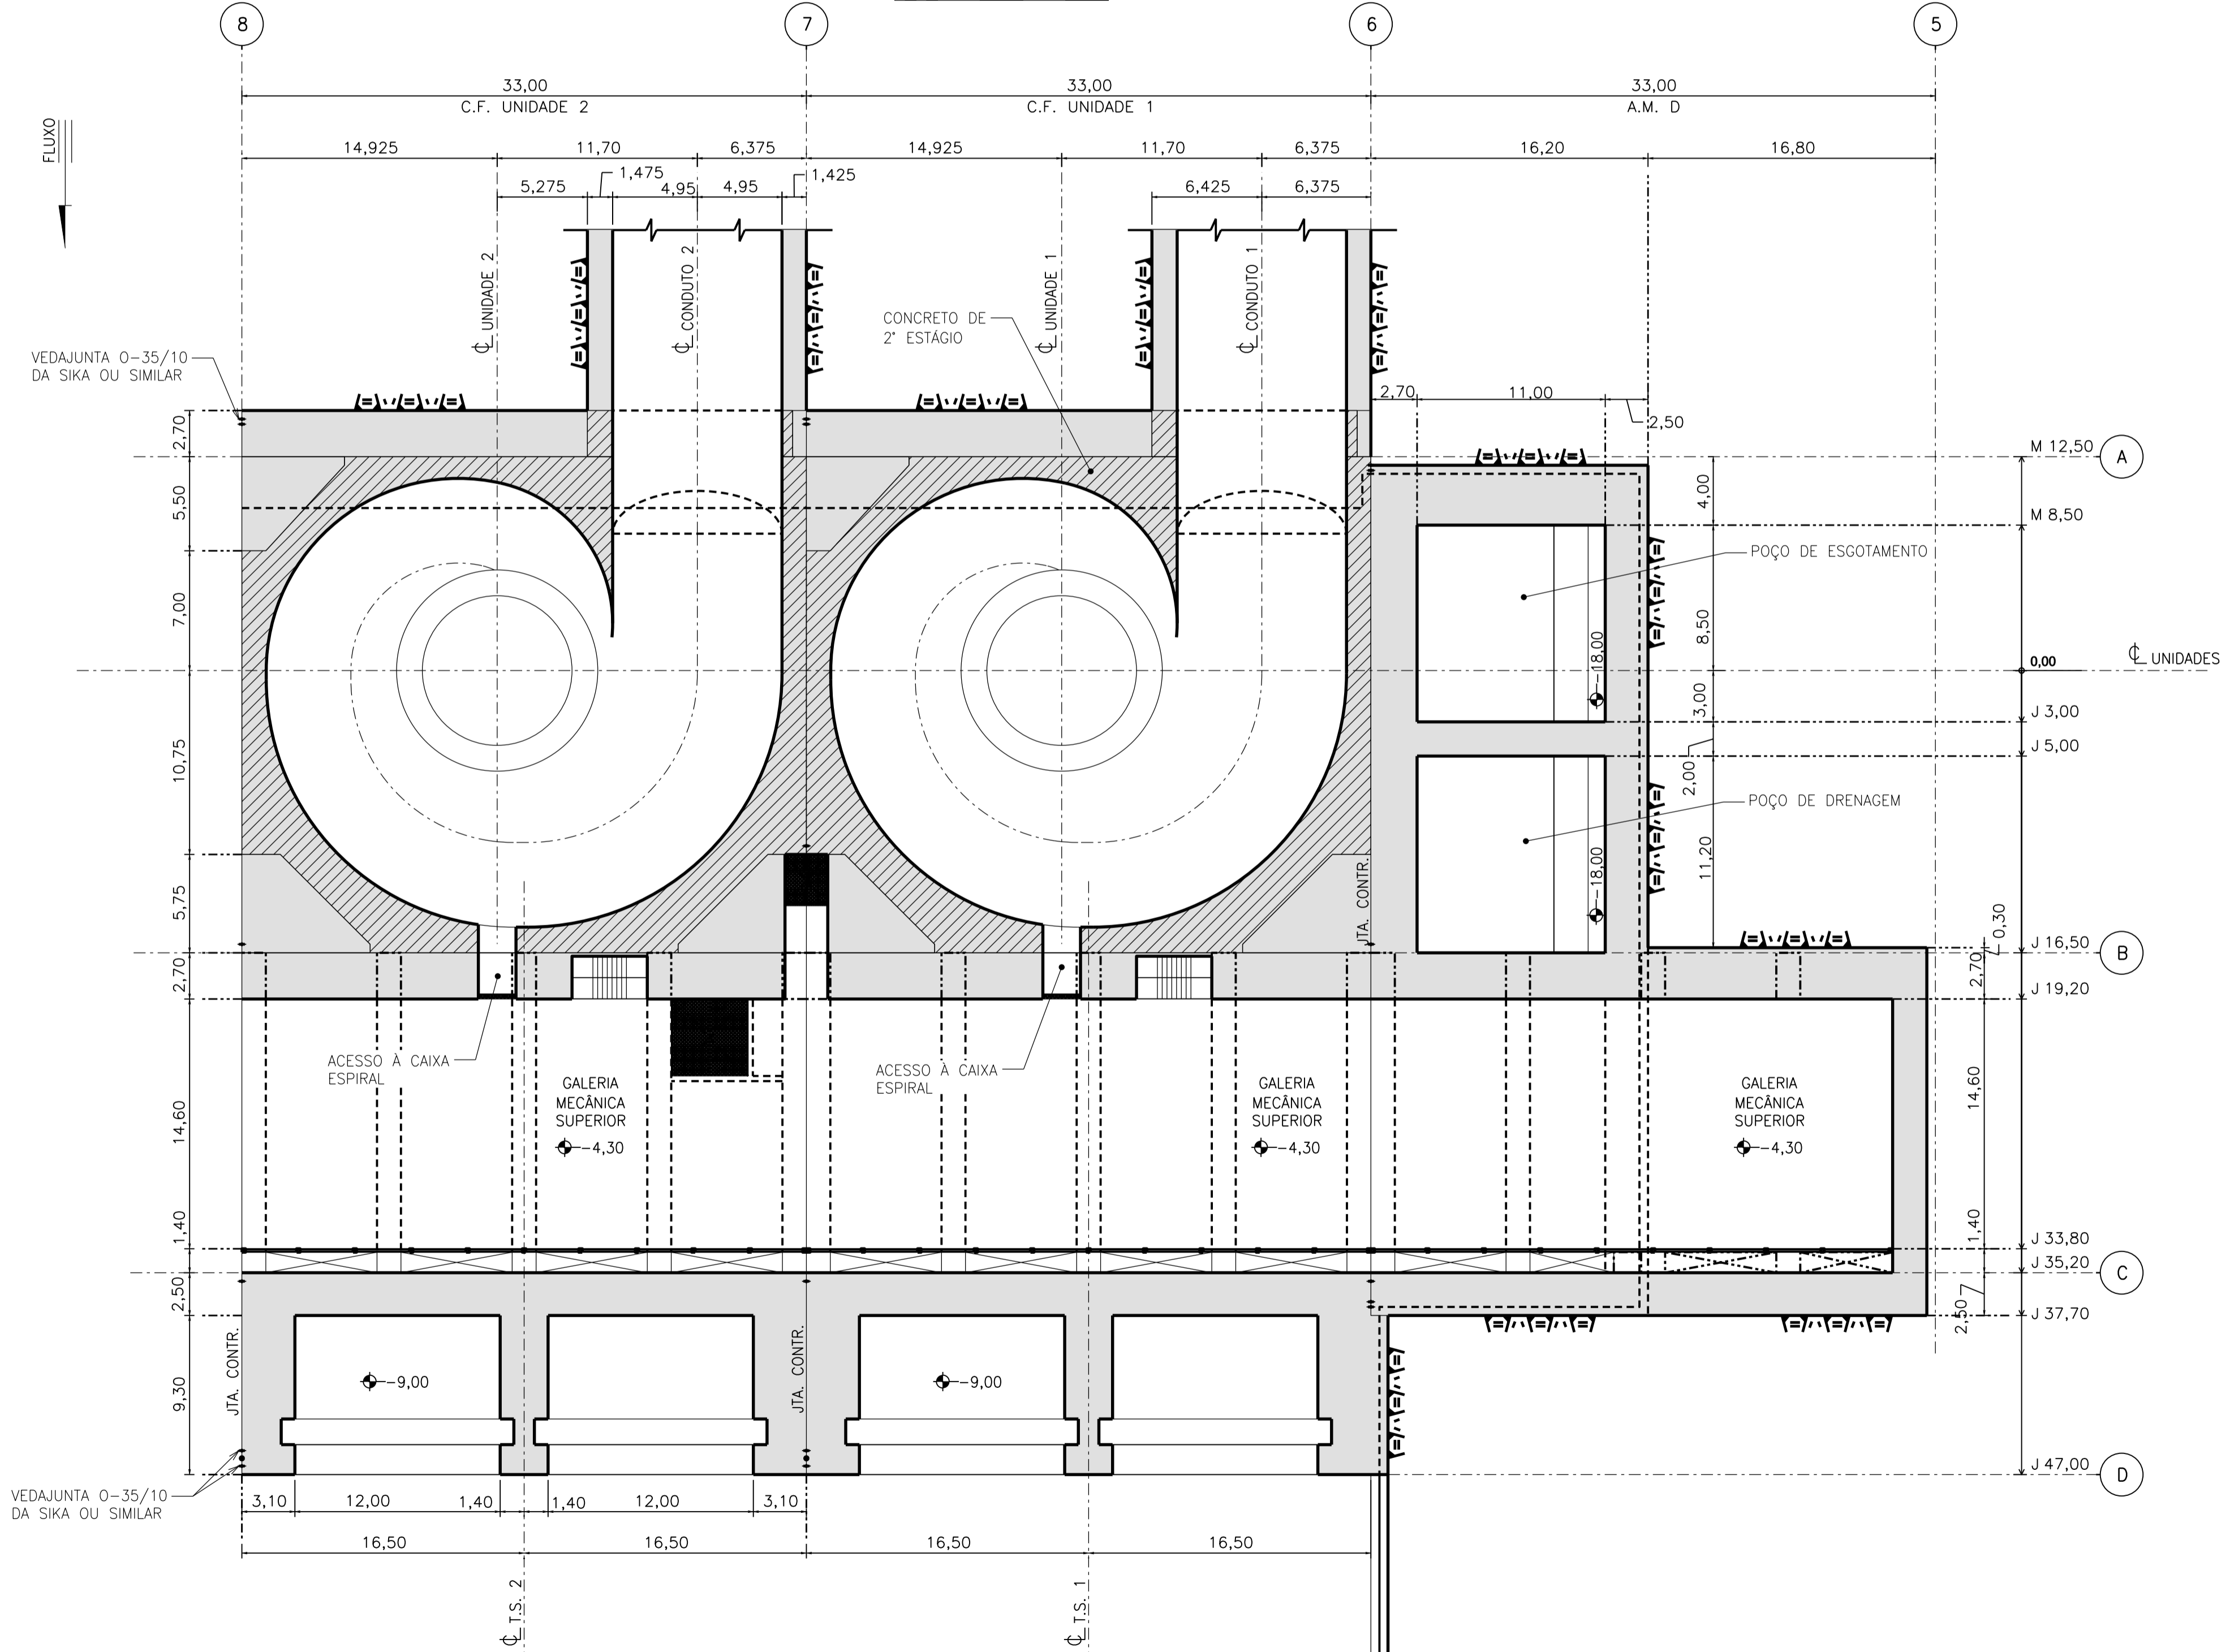 8
7
6
5
33,00
33,00
33,00
C.F. UNIDADE 2
C.F. UNIDADE 1
A.M. D
FLUXO
14,925
11,70
6,375
14,925
11,70
6,375
16,20
16,80
5,275
1,475
4,95
4,95
1,425
6,425
6,375
℄ UNIDADE 2
℄ CONDUTO 2
℄ UNIDADE 1
℄ CONDUTO 1
CONCRETO DE
2° ESTÁGIO
VEDAJUNTA O-35/10
DA SIKA OU SIMILAR
2,70
11,00
2,50
2,70
5,50
7,00
10,75
5,75
2,70
14,60
1,40
2,50
9,30
M 12,50
A
4,00
M 8,50
POÇO DE ESGOTAMENTO
8,50
-18,00
0,00
℄ UNIDADES
3,00
J 3,00
J 5,00
2,00
POÇO DE DRENAGEM
11,20
-18,00
JTA. CONTR.
0,30
J 16,50
B
2,70
J 19,20
ACESSO À CAIXA
ESPIRAL
ACESSO À CAIXA
ESPIRAL
GALERIA
MECÂNICA
SUPERIOR
-4,30
GALERIA
MECÂNICA
SUPERIOR
-4,30
GALERIA
MECÂNICA
SUPERIOR
-4,30
14,60
1,40
J 33,80
J 35,20
C
2,50
J 37,70
JTA. CONTR.
JTA. CONTR.
-9,00
-9,00
J 47,00
D
VEDAJUNTA O-35/10
DA SIKA OU SIMILAR
3,10
12,00
1,40
1,40
12,00
3,10
16,50
16,50
16,50
16,50
℄ T.S. 2
℄ T.S. 1